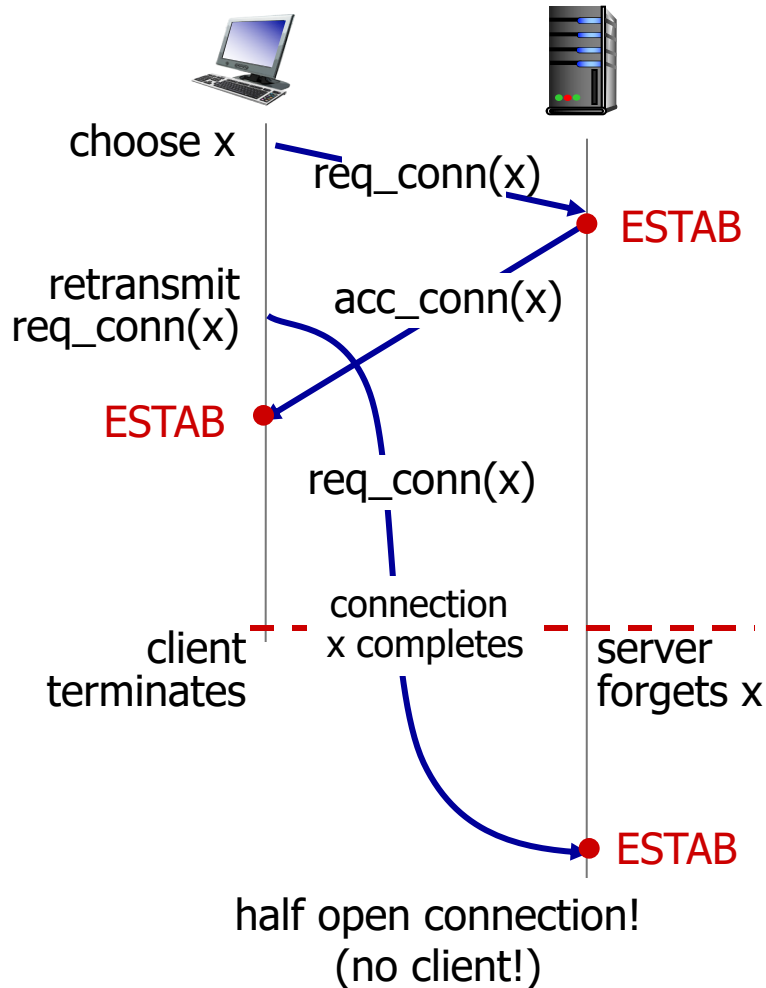 choose x
req_conn(x)
ESTAB
retransmit
req_conn(x)
acc_conn(x)
ESTAB
req_conn(x)
connection
x completes
client
terminates
server
forgets x
ESTAB
half open connection!
(no client!)